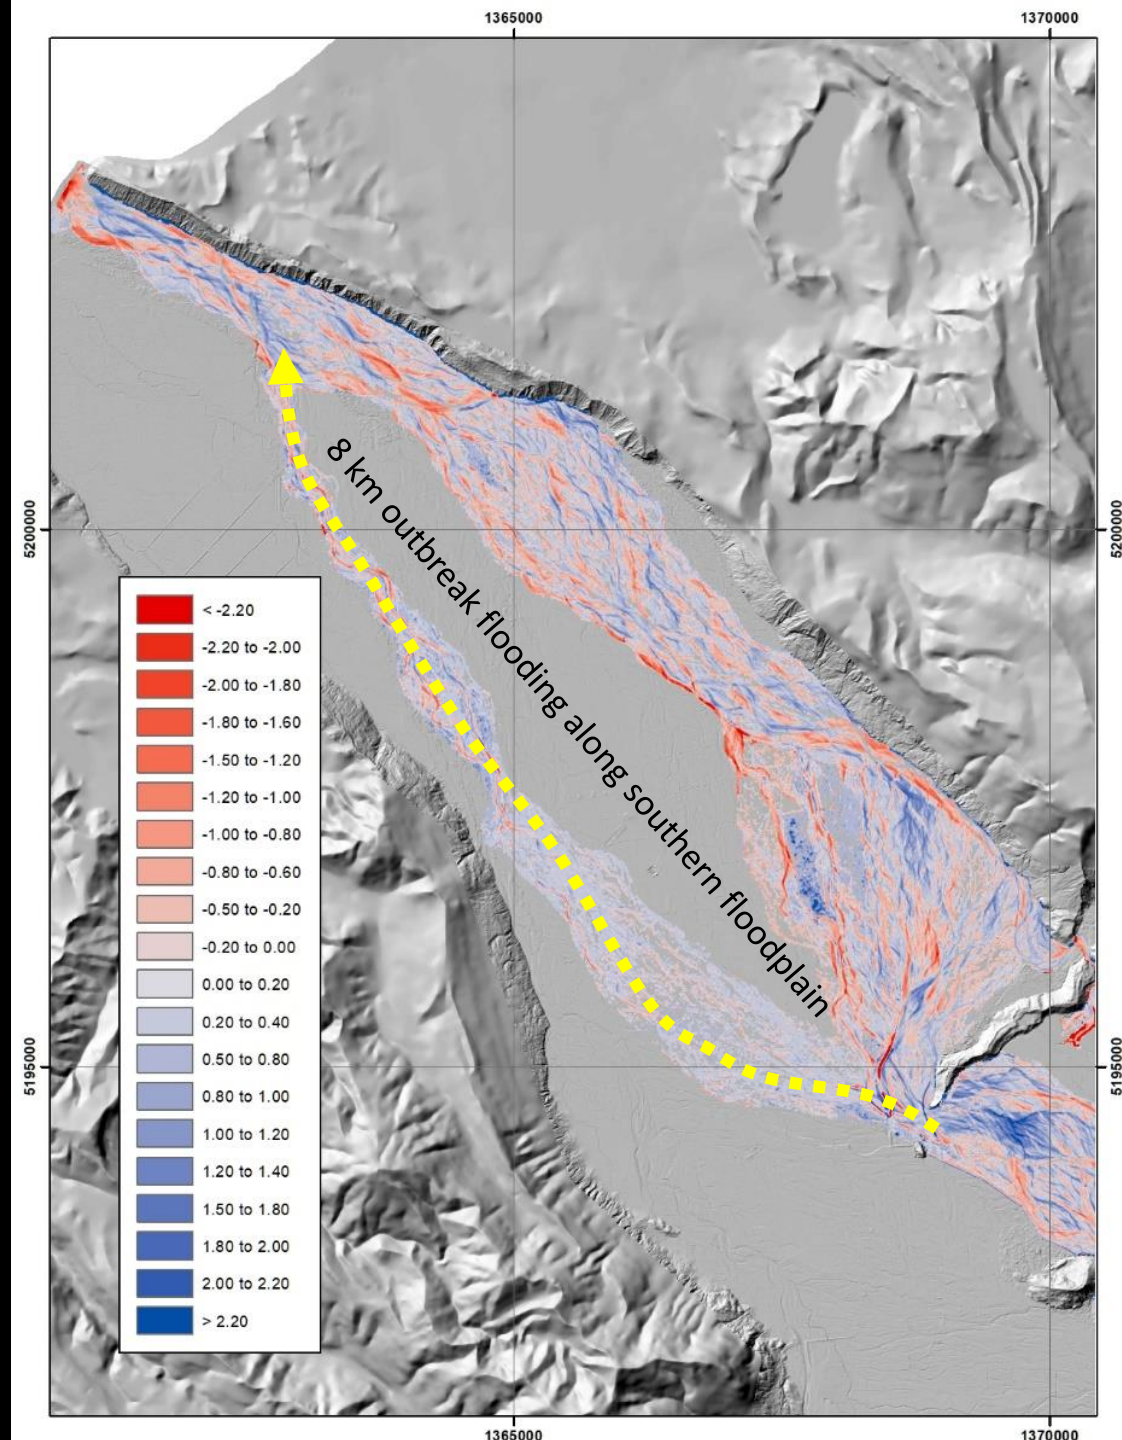 1365000
1370000
5200000
5200000
8 km outbreak flooding along southern floodplain
< -2.20
-2.20 to -2.00
-2.00 to -1.80
-1.80 to -1.60
-1.50 to -1.20
-1.20 to -1.00
-1.00 to -0.80
-0.80 to -0.60
-0.50 to -0.20
-0.20 to 0.00
0.00 to 0.20
0.20 to 0.40
0.50 to 0.80
0.80 to 1.00
1.00 to 1.20
1.20 to 1.40
1.50 to 1.80
1.80 to 2.00
2.00 to 2.20
> 2.20
5195000
5195000
1365000
1370000